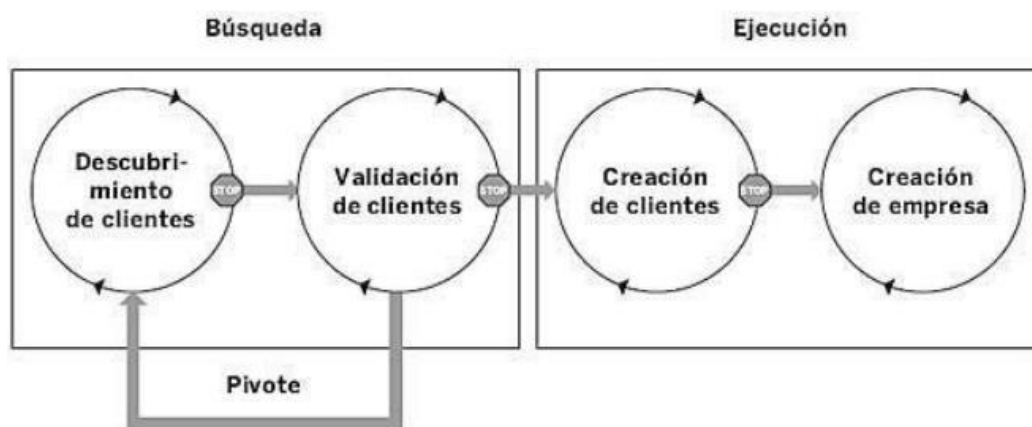 Búsqueda
Ejecución
Descubri-
miento
de clientes
STOP
Validación
de clientes
STOP
Creación
de clientes
STOP
Creación
de empresa
Pivote